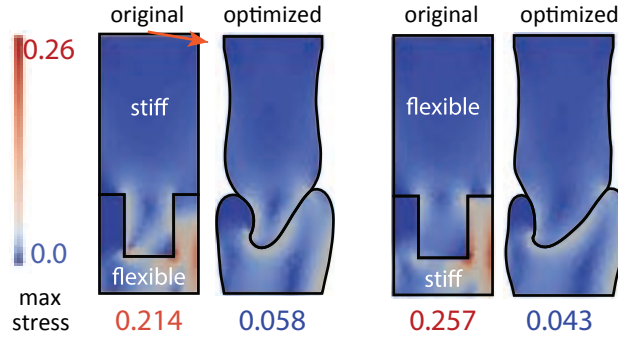 original optimized original optimized
0.26
stiff
flexible
0.0
flexible
stiff
max
stress
0.214 0.058 0.257 0.043